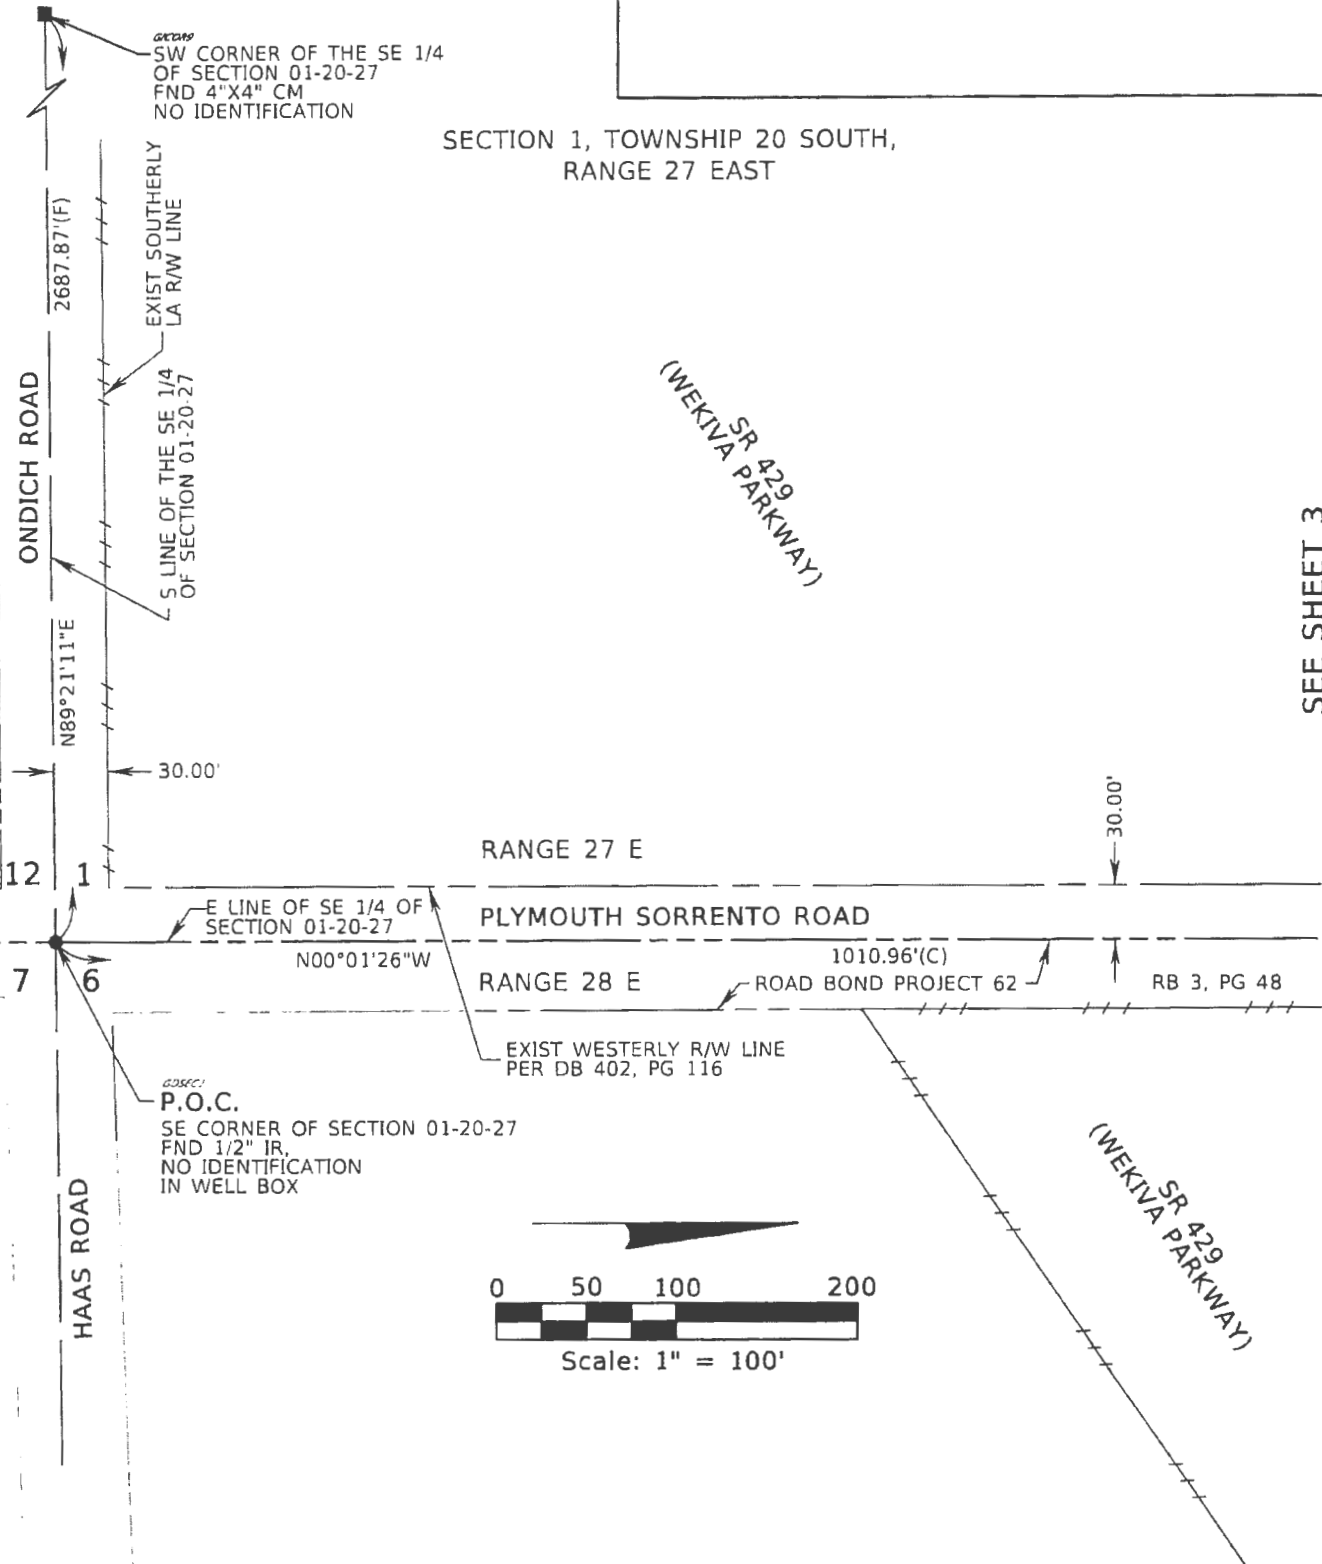 SW CORNER OF THE SE 1/4
OF SECTION 01-20-27
FND 4"X4" CM
NO IDENTIFICATION
SECTION 1, TOWNSHIP 20 SOUTH,
RANGE 27 EAST
2687.87'(F)
EXIST SOUTHERLY
LA R/W LINE
ONDICH ROAD
S LINE OF THE SE 1/4
OF SECTION 01-20-27
SR 429
(WEKIVA PARKWAY)
SEE SHEET 3
N89°21'11"E
30.00'
30.00'
RANGE 27 E
12
1
E LINE OF SE 1/4 OF
SECTION 01-20-27
PLYMOUTH SORRENTO ROAD
N00°01'26"W
1010.96'(C)
7
6
RANGE 28 E
ROAD BOND PROJECT 62
RB 3, PG 48
EXIST WESTERLY R/W LINE
PER DB 402, PG 116
P.O.C.
SE CORNER OF SECTION 01-20-27
FND 1/2" IR,
NO IDENTIFICATION
IN WELL BOX
HAAS ROAD
SR 429
(WEKIVA PARKWAY)
0 50 100 200
Scale: 1" = 100'